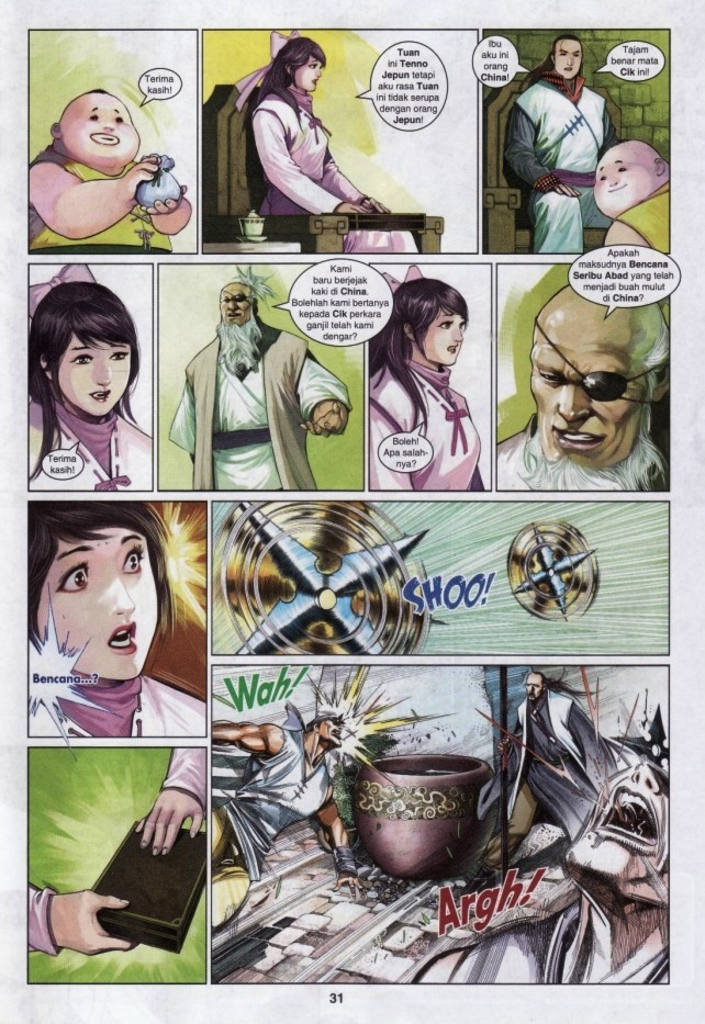 Terima
kasih!
Tuan
ini Tenno
Jepun tetapi
aku rasa Tuan
ini tidak serupa
dengan orang
Jepun!
Ibu
aku ini
orang
China!
Tajam
benar mata
Cik ini!
Terima
kasih!
Kami
baru berjejak
kaki di China.
Bolehlah kami bertanya
kepada Cik perkara
ganjil telah kami
dengar?
Boleh!
Apa salah-
nya?
Apakah
maksudnya Bencana
Seribu Abad yang telah
menjadi buah mulut
di China?
Bencana...?
SHOO!
Wah!
Argh!
31